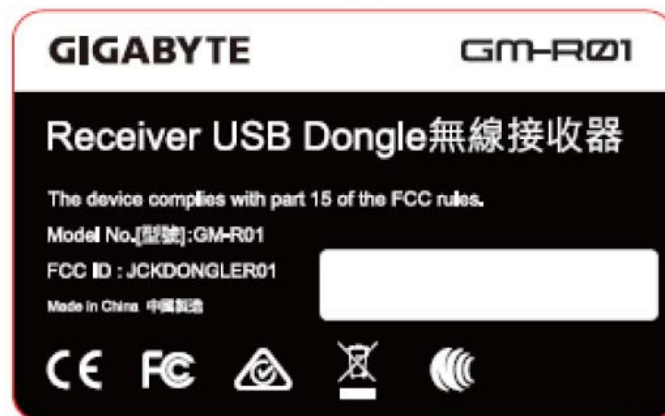 GIGABYTE GM-R01
Receiver USB Dongle無線接收器
The device complies with part 15 of the FCC rules.
Model No.[型號]:GM-R01
FCC ID : JCKDONGLER01
Made in China 中國製造
CE FC